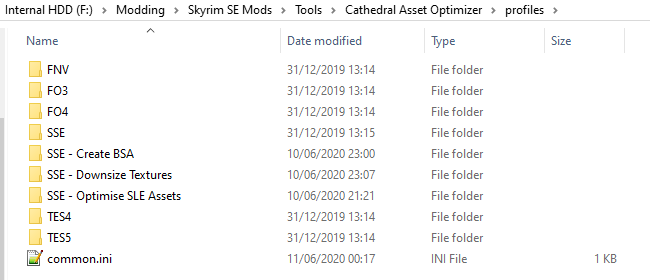 Internal HDD (F:) > Modding > Skyrim SE Mods > Tools > Cathedral Asset Optimizer > profiles >
Name Date modified Type Size
FNV 31/12/2019 13:14 File folder
FO3 31/12/2019 13:14 File folder
FO4 31/12/2019 13:14 File folder
SSE 31/12/2019 13:15 File folder
SSE - Create BSA 10/06/2020 23:00 File folder
SSE - Downsize Textures 10/06/2020 23:07 File folder
SSE - Optimise SLE Assets 10/06/2020 21:21 File folder
TES4 31/12/2019 13:14 File folder
TES5 31/12/2019 13:14 File folder
common.ini 11/06/2020 00:17 INI File 1 KB